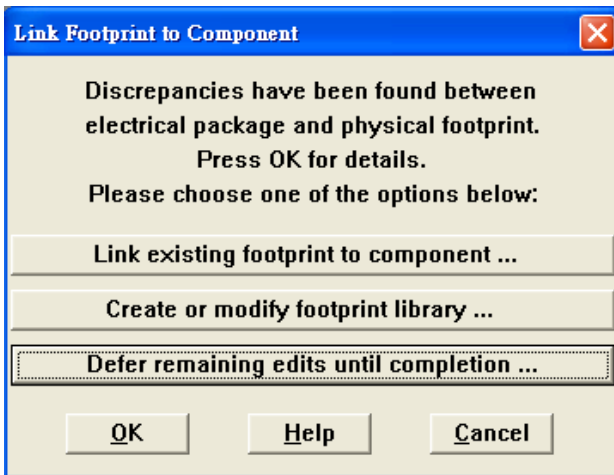 Link Footprint to Component
Discrepancies have been found between
electrical package and physical footprint.
Press OK for details.
Please choose one of the options below:
Link existing footprint to component ...
Create or modify footprint library ...
Defer remaining edits until completion ...
OK Help Cancel